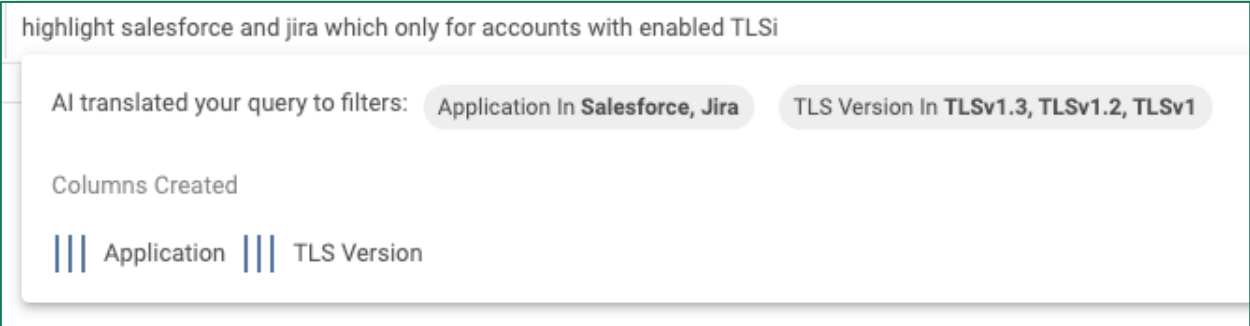 highlight salesforce and jira which only for accounts with enabled TLSi
AI translated your query to filters: Application In Salesforce, Jira TLS Version In TLSv1.3, TLSv1.2, TLSv1
Columns Created
Application TLS Version